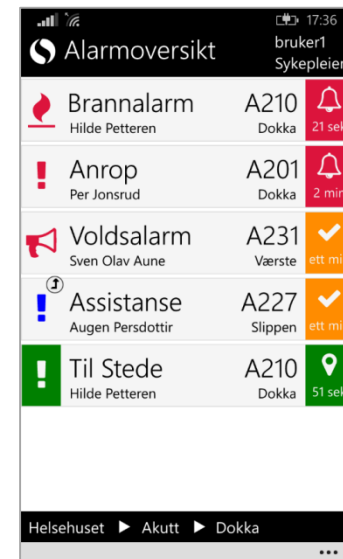 17:36
Alarmoversikt
bruker1
Sykepleier
Brannalarm A210
Hilde Petteren Dokka 21 sek
Anrop A201
Per Jonsrud Dokka 2 min
Voldsalarm A231
Sven Olav Aune Værste ett mi
Assistanse A227
Augen Persdottir Slippen ett mi
Til Stede A210
Hilde Petteren Dokka 51 sek
Helsehuset ▶ Akutt ▶ Dokka
...